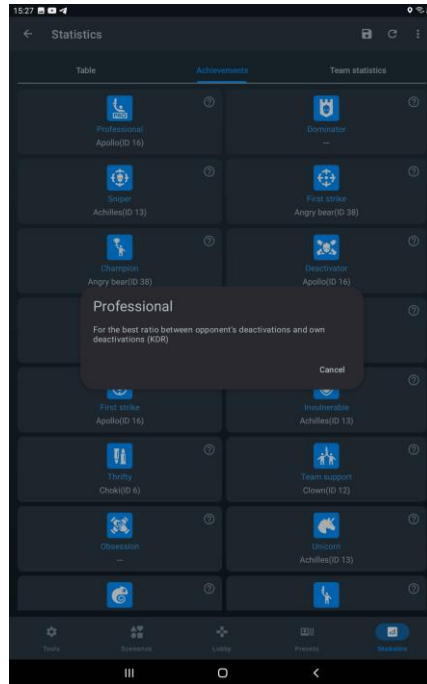 15:27
Statistics
Table Achievements Team statistics
PRO
Professional
Apollo(ID 16)
Dominator
—
Sniper
Achilles(ID 13)
First strike
Angry bear(ID 38)
Champion
Angry bear(ID 38)
Deactivator
Apollo(ID 16)
Professional
For the best ratio between opponent's deactivations and own
deactivations (KDR)
Cancel
First strike
Apollo(ID 16)
Invulnerable
Achilles(ID 13)
Thrifty
Choki(ID 6)
Team support
Clown(ID 12)
Obsession
—
Unicorn
Achilles(ID 13)
Tools Scenarios Lobby Presets Statistics